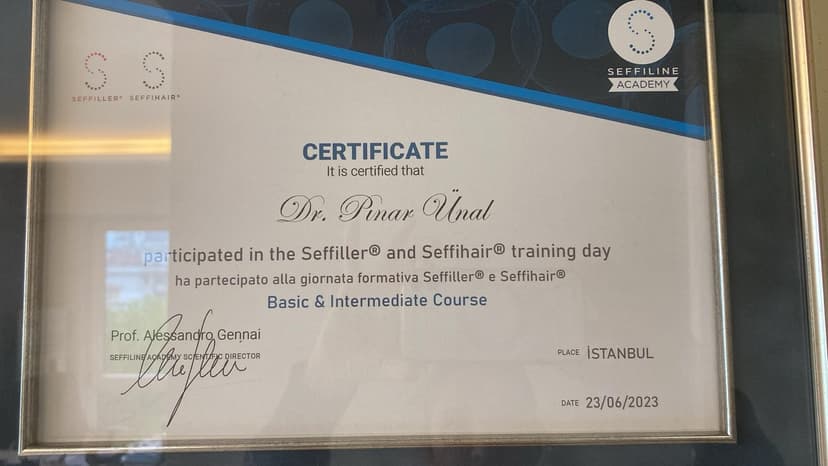 SEFFILLER® SEFFIHAIR®
SEFFILINE
ACADEMY
CERTIFICATE
It is certified that
Dr. Pınar Ünal
participated in the Seffiller® and Seffihair® training day
ha partecipato alla giornata formativa Seffiller® e Seffihair®
Basic & Intermediate Course
Prof. Alessandro Gennai
SEFFILINE ACADEMY SCIENTIFIC DIRECTOR
PLACE İSTANBUL
DATE 23/06/2023